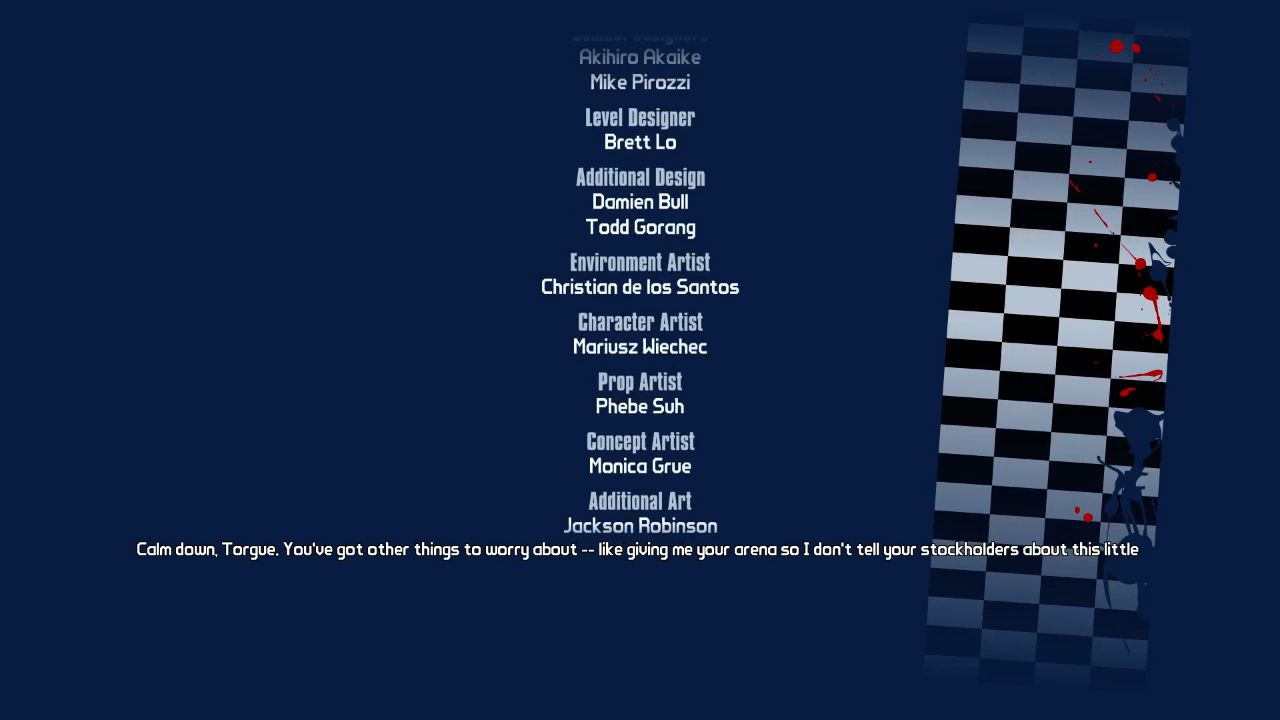 Akihiro Akaike
Mike Pirozzi
Level Designer
Brett Lo
Additional Design
Damien Bull
Todd Gorang
Environment Artist
Christian de los Santos
Character Artist
Mariusz Wiechec
Prop Artist
Phebe Suh
Concept Artist
Monica Grue
Additional Art
Jackson Robinson
Calm down, Torgue. You've got other things to worry about -- like giving me your arena so I don't tell your stockholders about this little